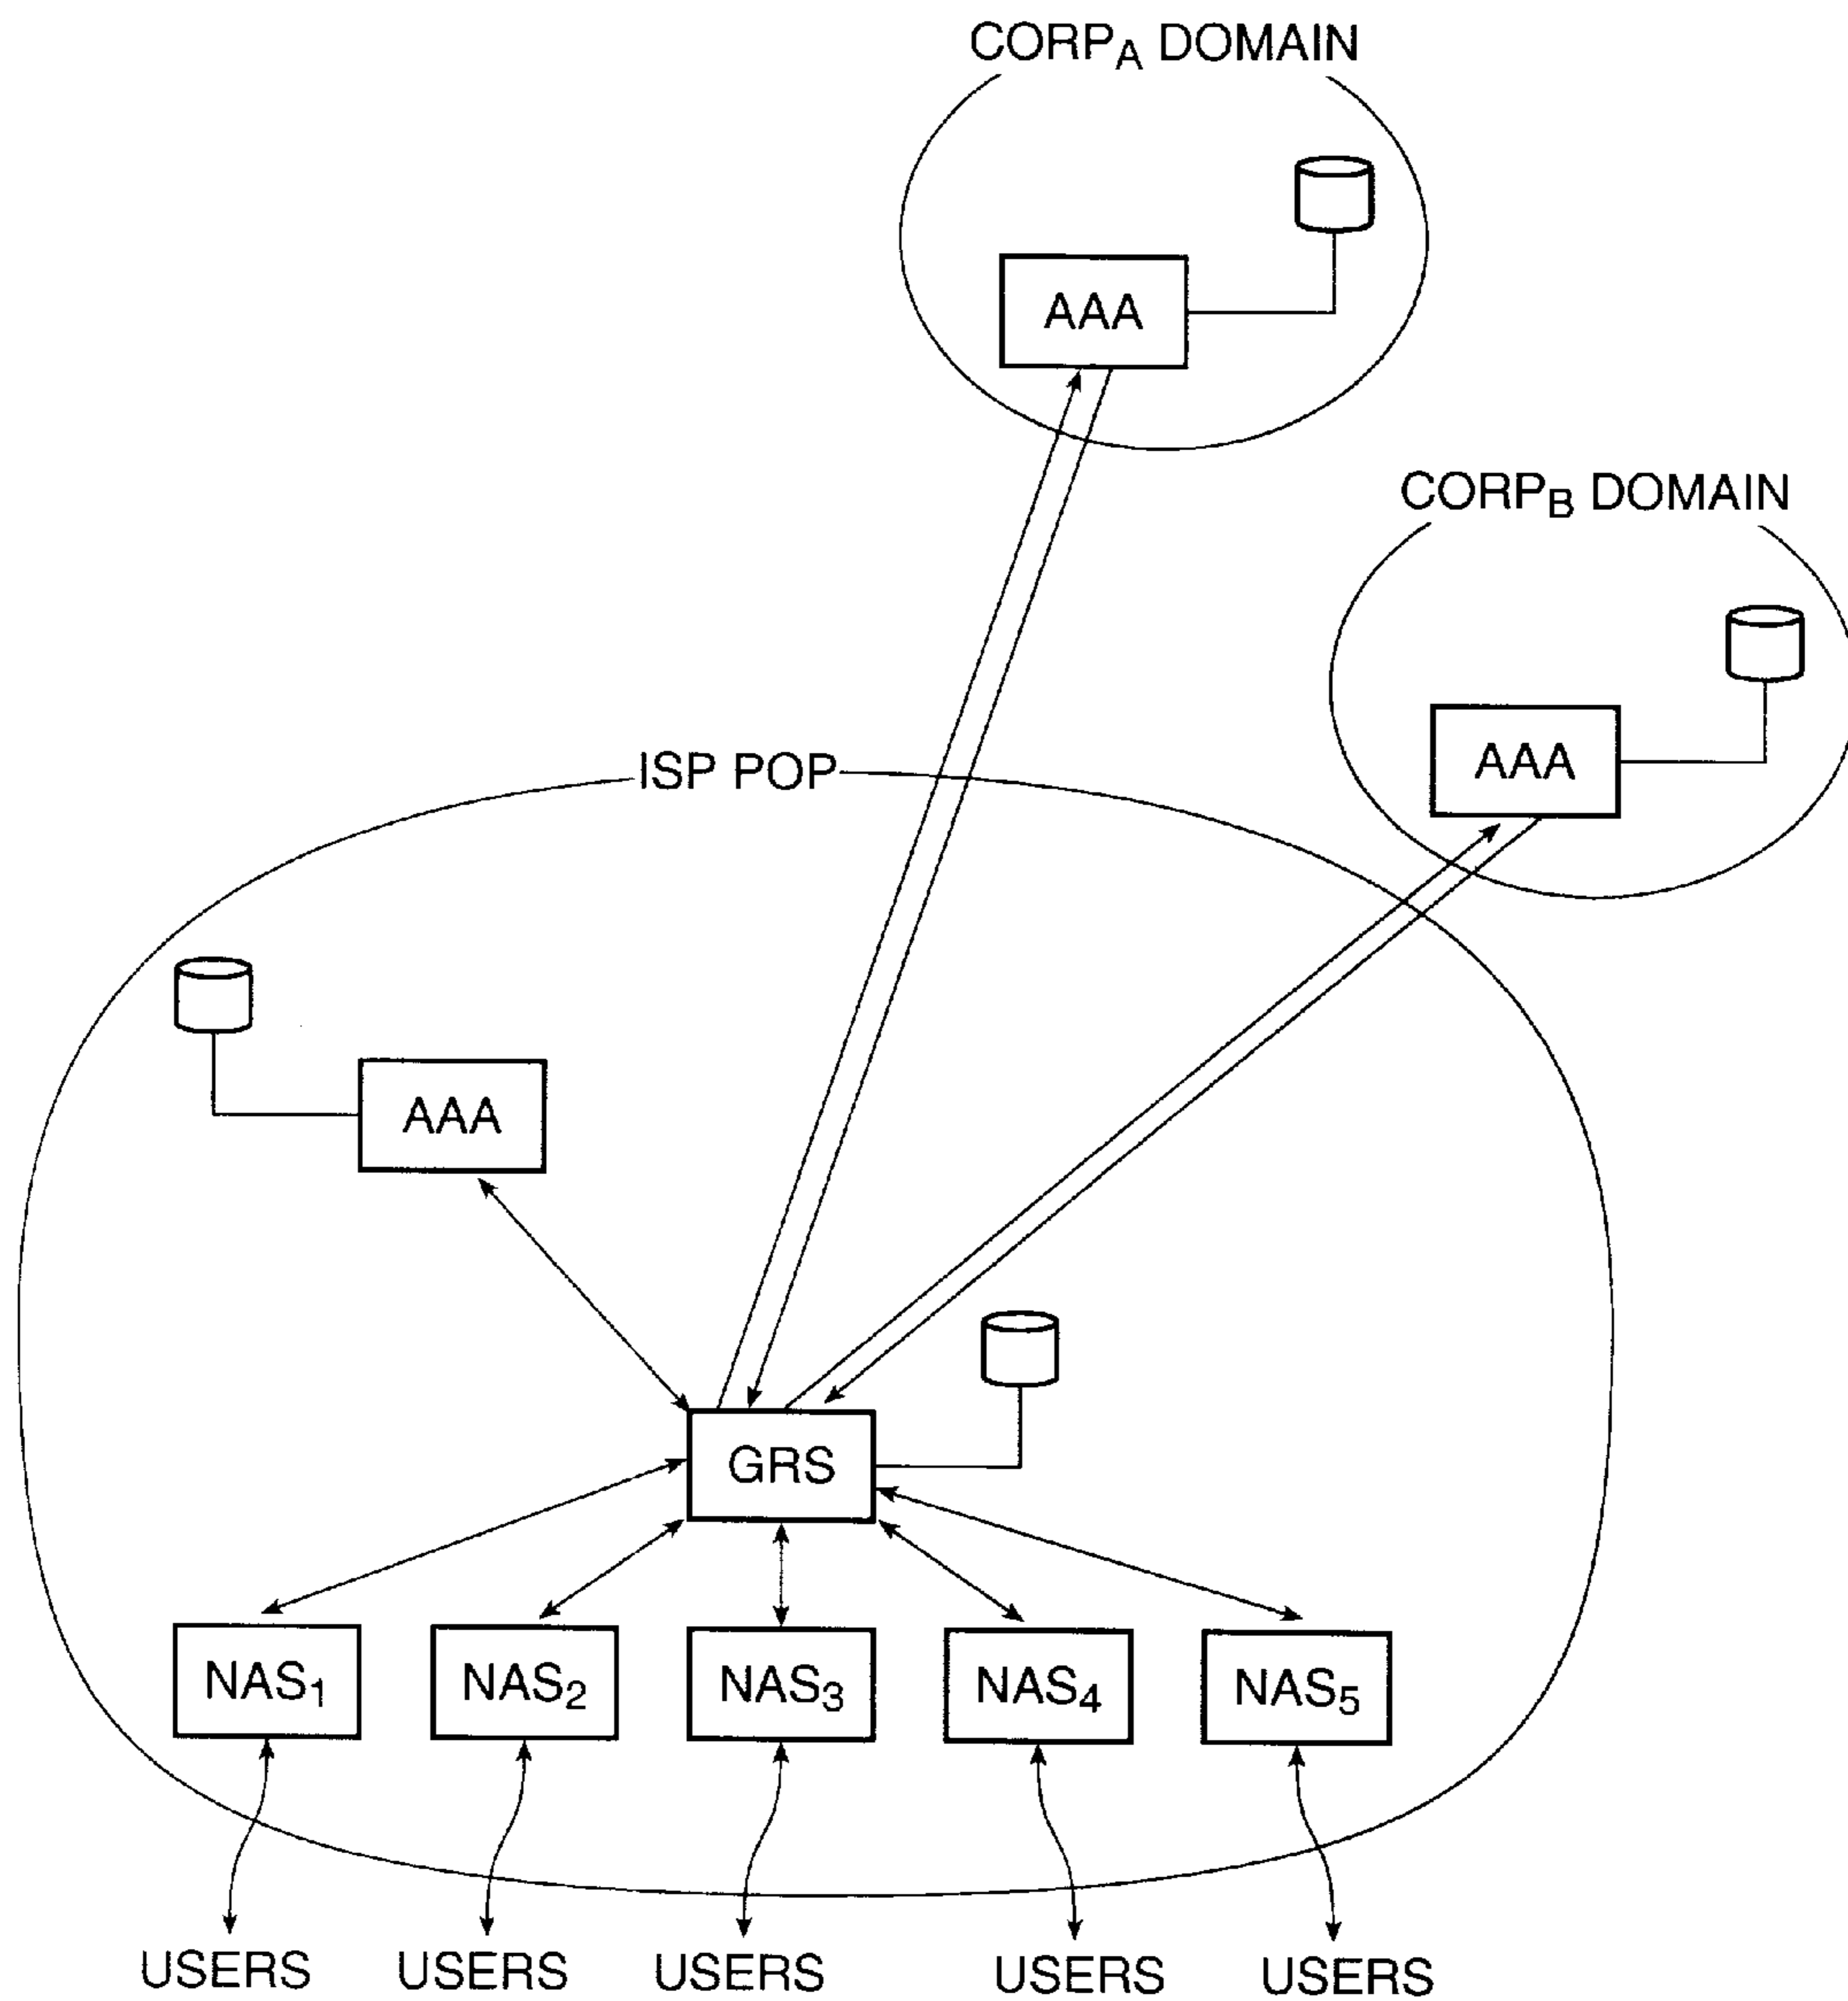 CORPA DOMAIN
AAA
CORPB DOMAIN
AAA
ISP POP
AAA
GRS
NAS1 NAS2 NAS3 NAS4 NAS5
USERS USERS USERS USERS USERS